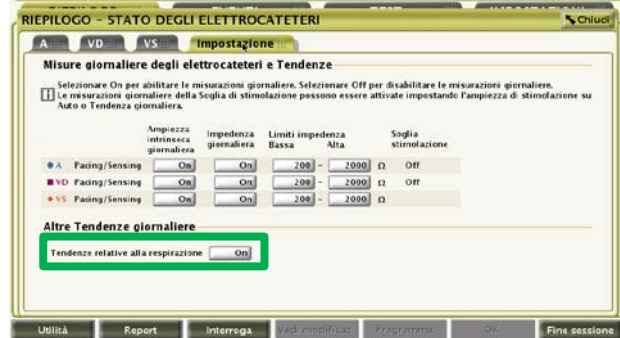 RIEPILOGO - STATO DEGLI ELETTROCATETERI
Chiudi
A VD VS Impostazione
Misure giornaliere degli elettrocateteri e Tendenze
Selezionare On per abilitare le misurazioni giornaliere. Selezionare Off per disabilitare le misurazioni giornaliere.
Le misurazioni giornaliere della Soglia di stimolazione possono essere attivate impostando l'ampiezza di stimolazione su
Auto o Tendenza giornaliera.
Ampiezza intrinseca giornaliera Impedenza giornaliera Limiti impedenza Bassa Alta Soglia stimolazione
A Pacing/Sensing On On 200 - 2000 Ω Off
VD Pacing/Sensing On On 200 - 2000 Ω Off
VS Pacing/Sensing On On 200 - 2000 Ω
Altre Tendenze giornaliere
Tendenze relative alla respirazione On
Utilità Report Interroga Vedi modificaz. Programma OK Fine sessione